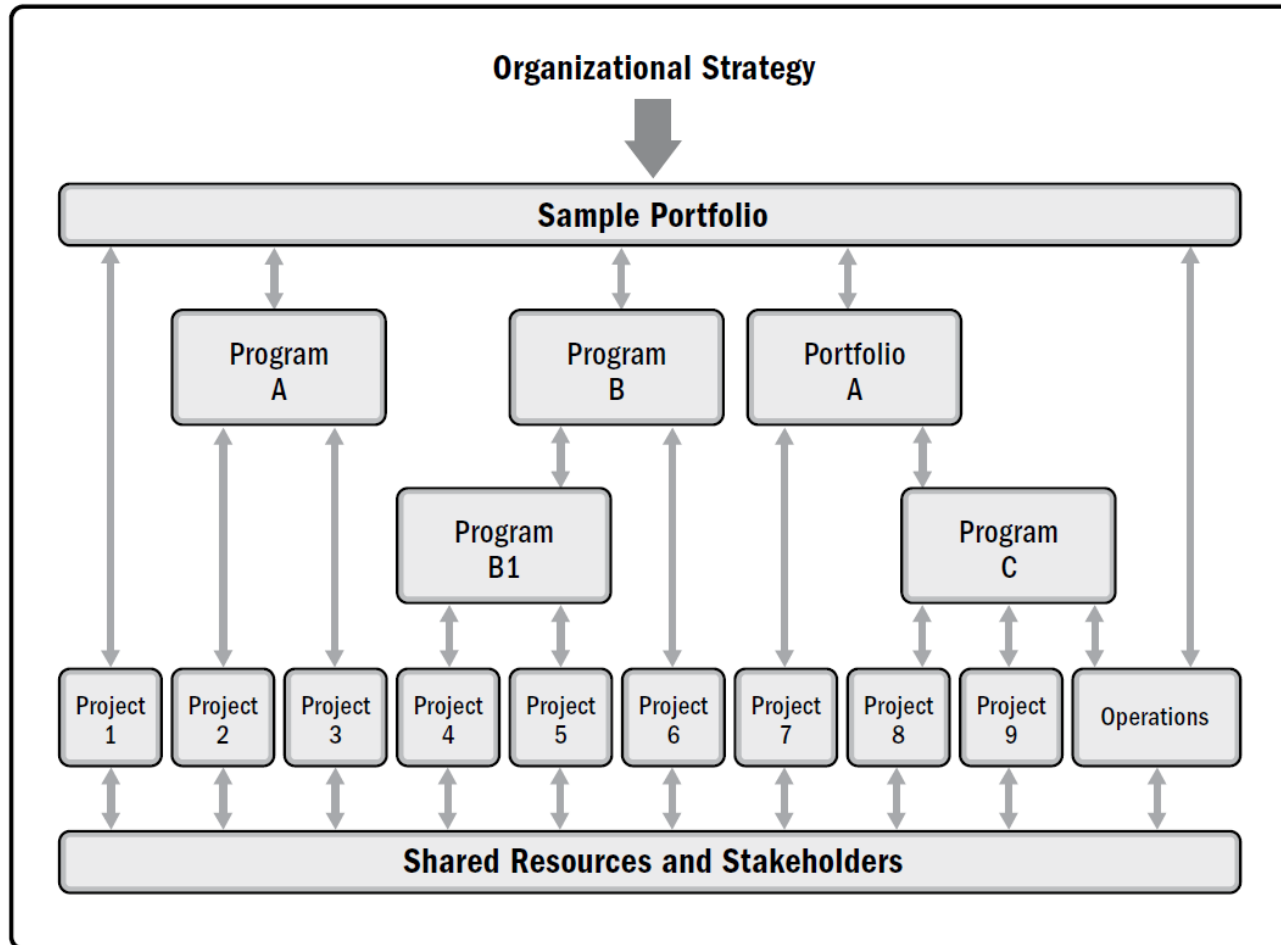 Organizational Strategy
Sample Portfolio
Program
A
Program
B
Portfolio
A
Program
B1
Program
C
Project
1
Project
2
Project
3
Project
4
Project
5
Project
6
Project
7
Project
8
Project
9
Operations
Shared Resources and Stakeholders